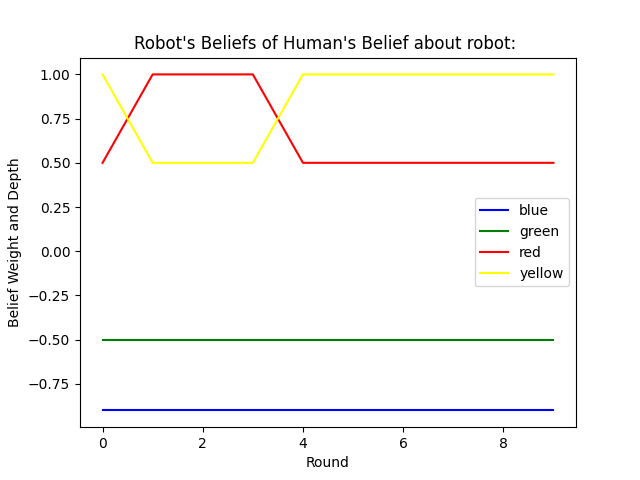 Robot's Beliefs of Human's Belief about robot:
Belief Weight and Depth
1.00
0.75
0.50
0.25
0.00
−0.25
−0.50
−0.75
blue
green
red
yellow
0 2 4 6 8
Round